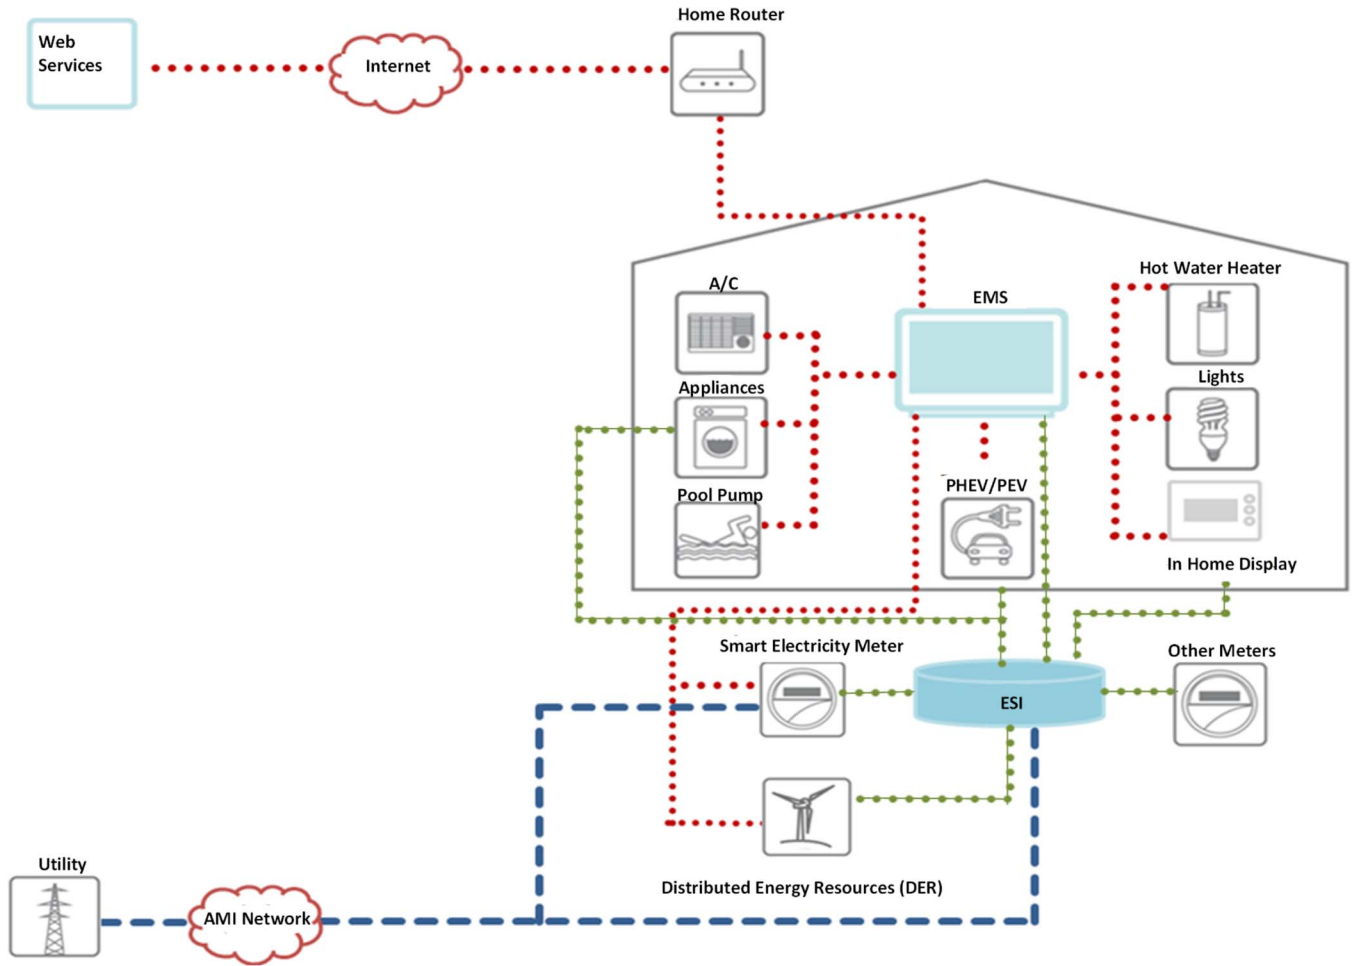 Home Router
Web
Services
Internet
Hot Water Heater
A/C
EMS
Lights
Appliances
PHEV/PEV
Pool Pump
In Home Display
Smart Electricity Meter
Other Meters
ESI
Utility
Distributed Energy Resources (DER)
AMI Network